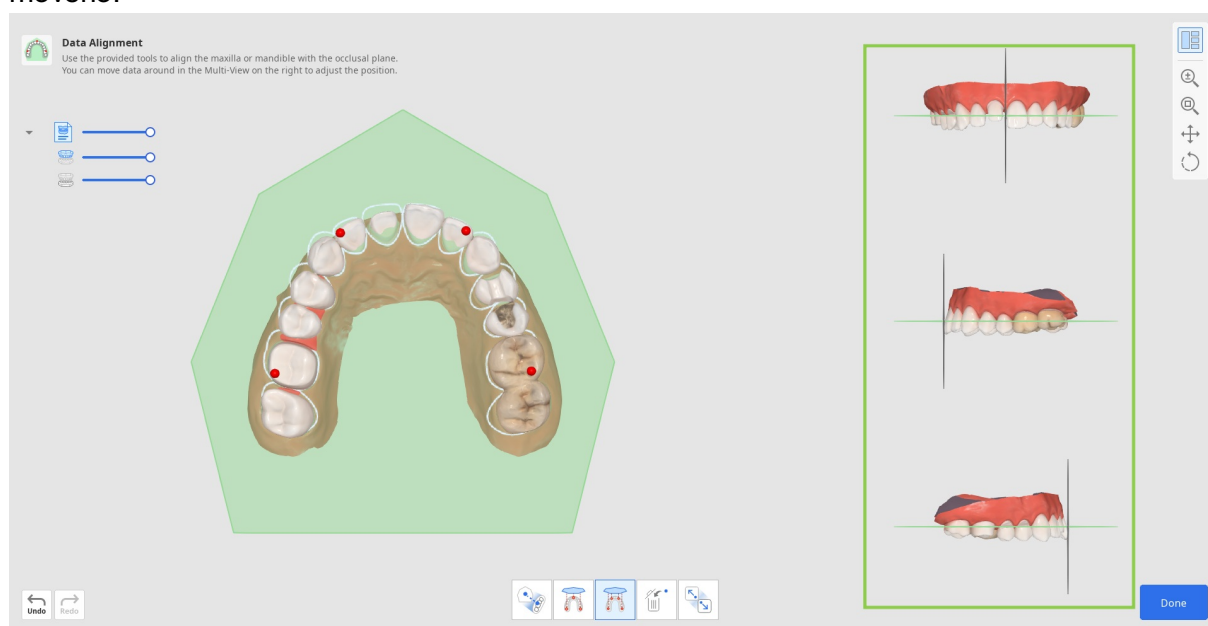 Data Alignment
Use the provided tools to align the maxilla or mandible with the occlusal plane.
You can move data around in the Multi-View on the right to adjust the position.
Undo
Redo
Done